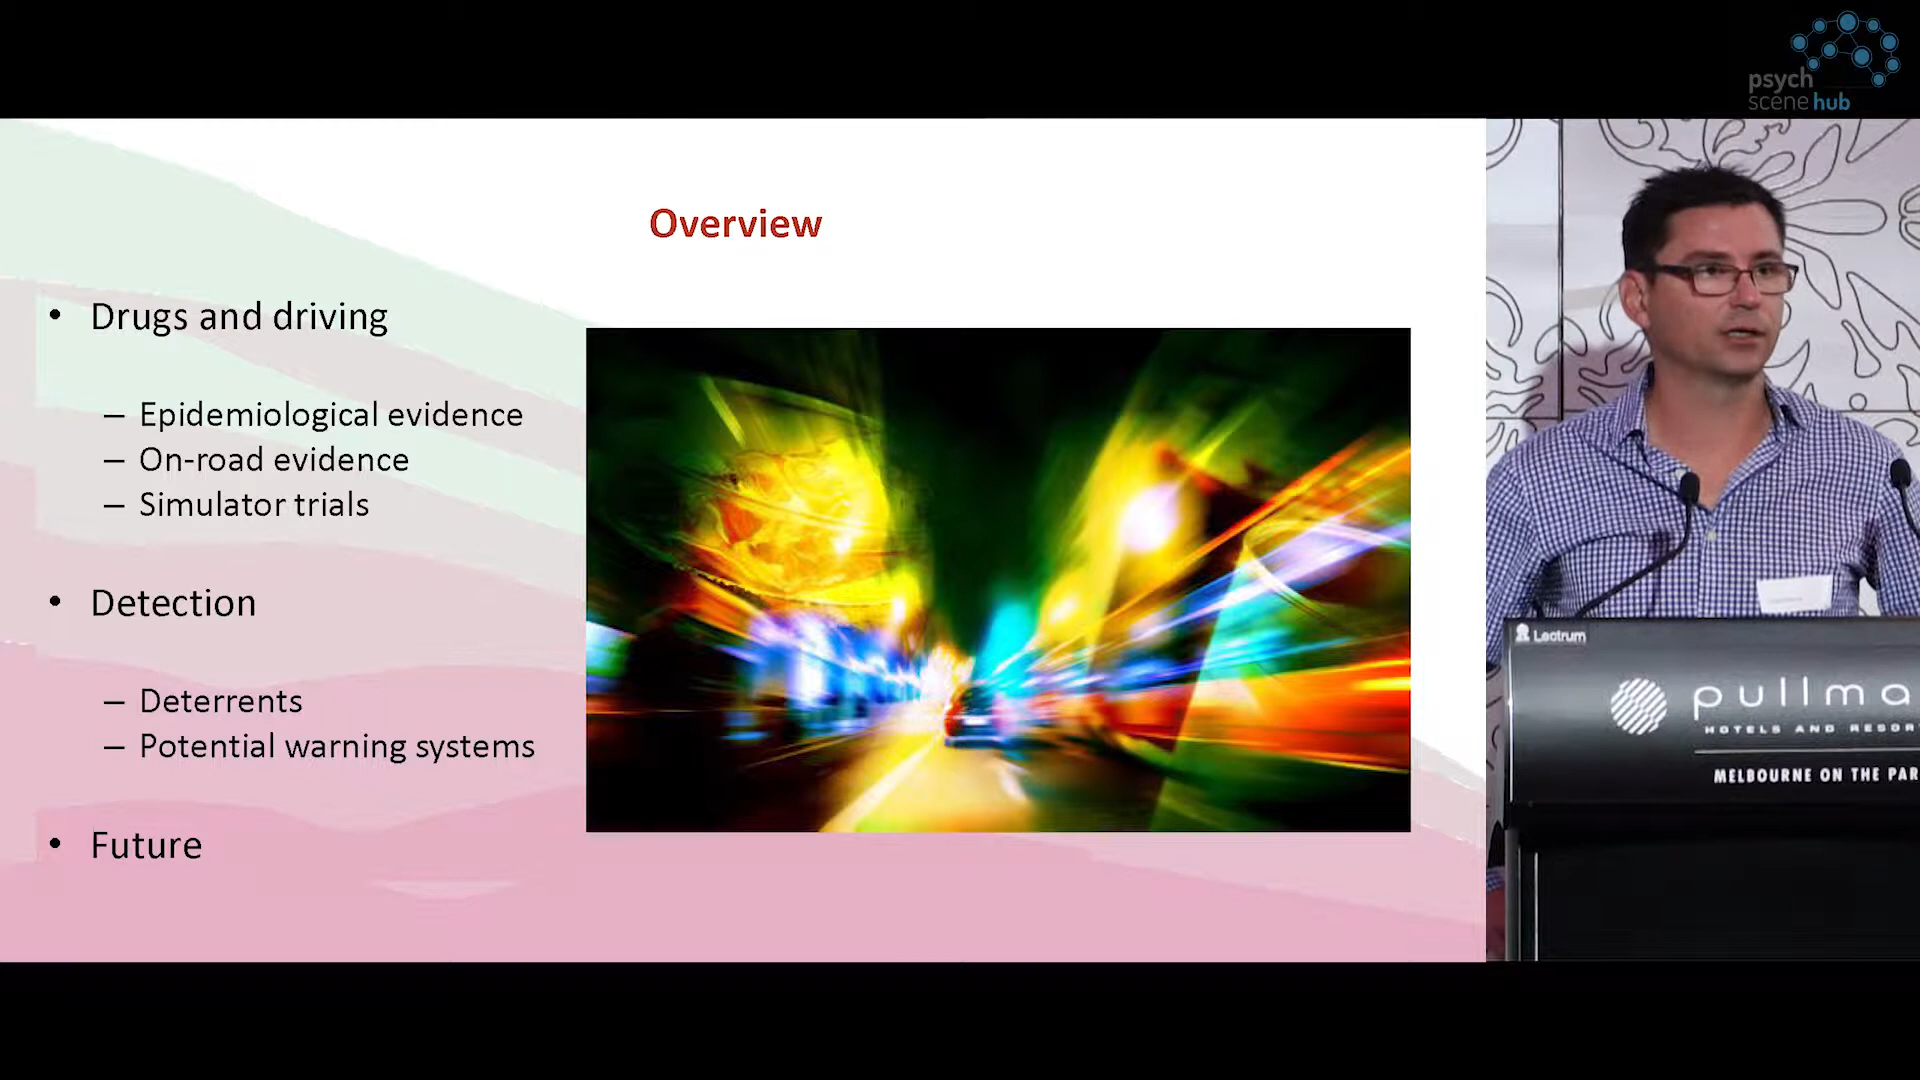 psych
scene hub
Overview
• Drugs and driving
– Epidemiological evidence
– On-road evidence
– Simulator trials
• Detection
– Deterrents
– Potential warning systems
• Future
Lectrum
pullma
HOTELS AND RESOR
MELBOURNE ON THE PAR